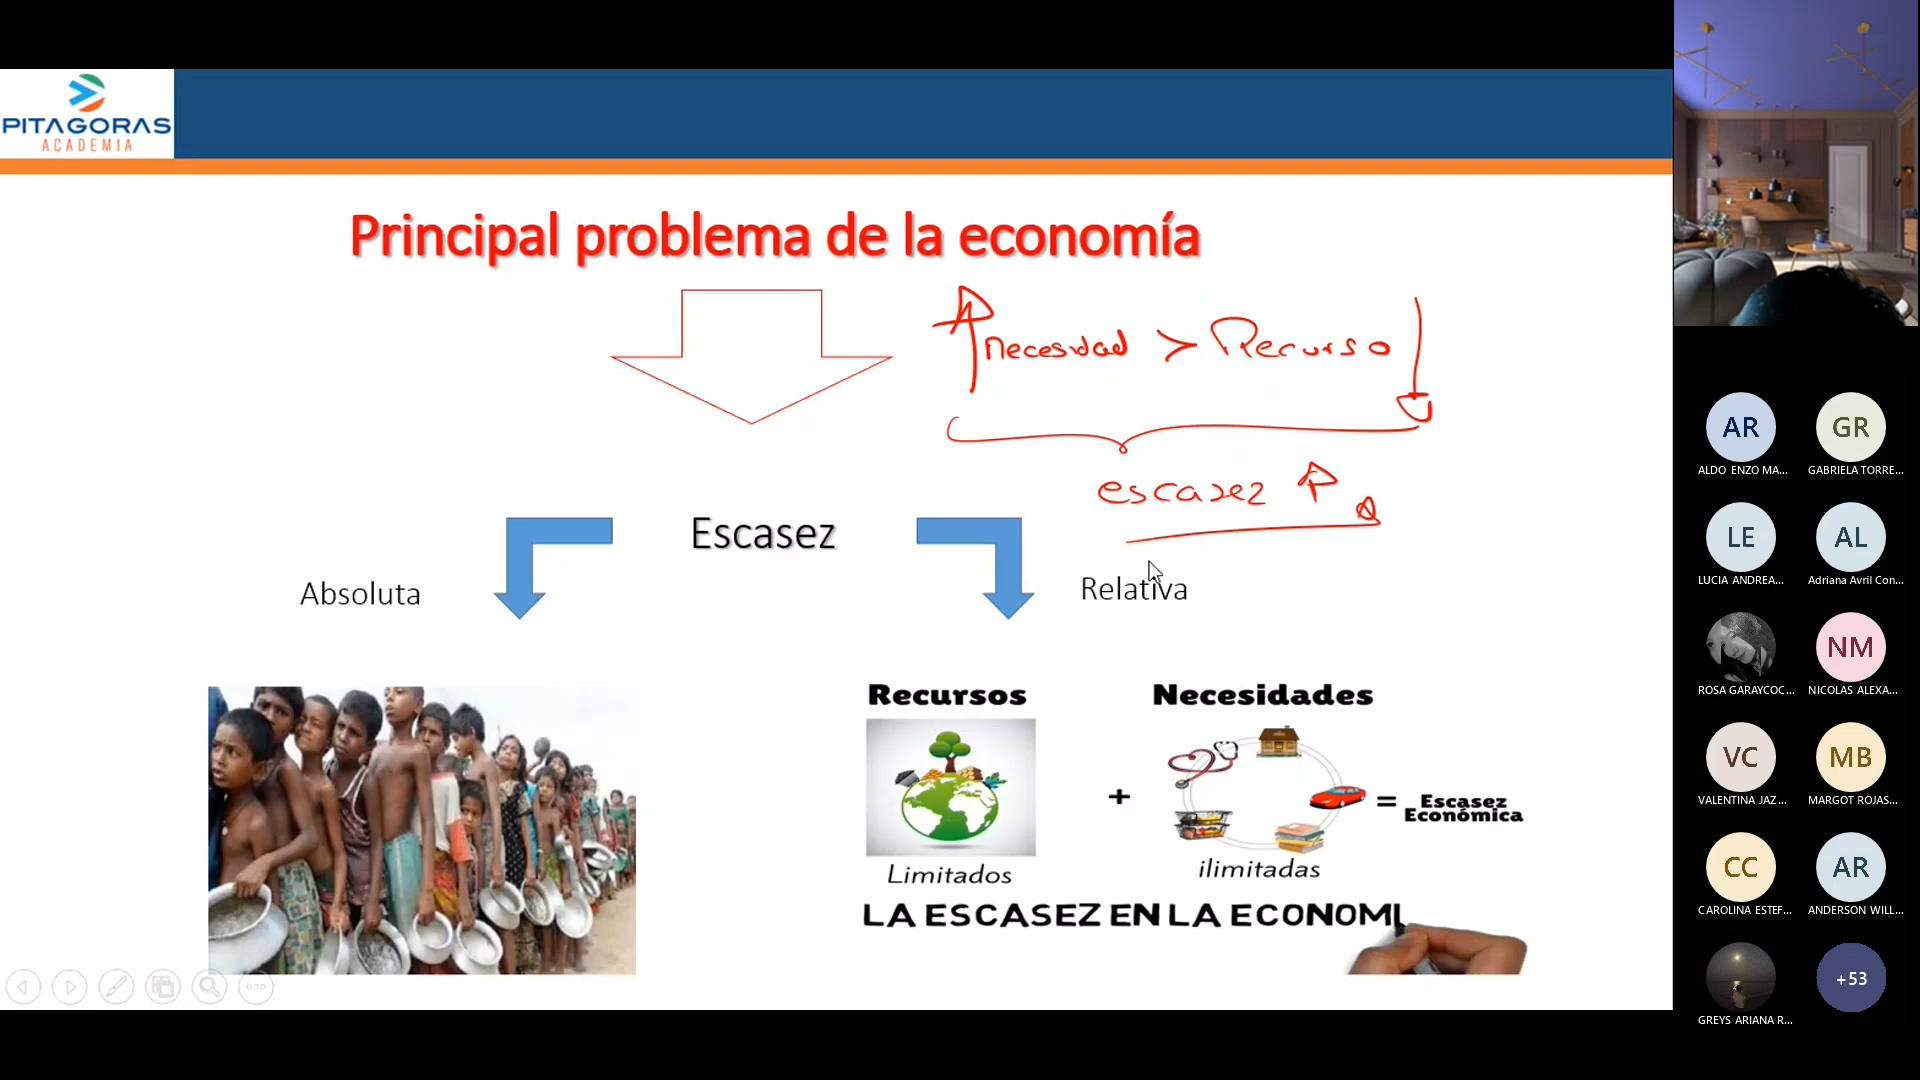 PITAGORAS
ACADEMIA
Principal problema de la economía
necesidad > Recurso
escasez
Escasez
Absoluta
Relativa
Recursos
Necesidades
+
= Escasez
Económica
Limitados
ilimitadas
LA ESCASEZ EN LA ECONOMI
AR
GR
ALDO ENZO MA...
GABRIELA TORRE...
LE
AL
LUCIA ANDREA...
Adriana Avril Con...
NM
ROSA GARAYCOC...
NICOLAS ALEXA...
VC
MB
VALENTINA JAZ...
MARGOT ROJAS...
CC
AR
CAROLINA ESTEF...
ANDERSON WILL...
+53
GREYS ARIANA R...